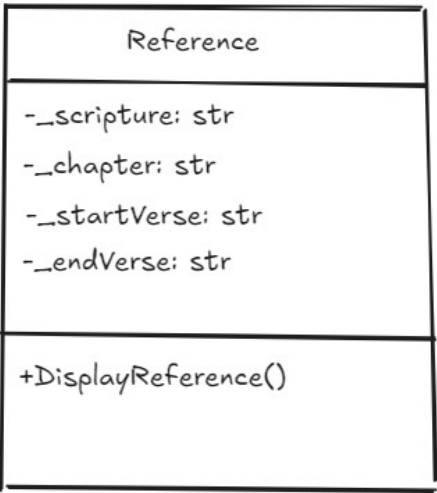 Reference
-_scripture: str
-_chapter: str
-_startVerse: str
-_endVerse: str
+DisplayReference()